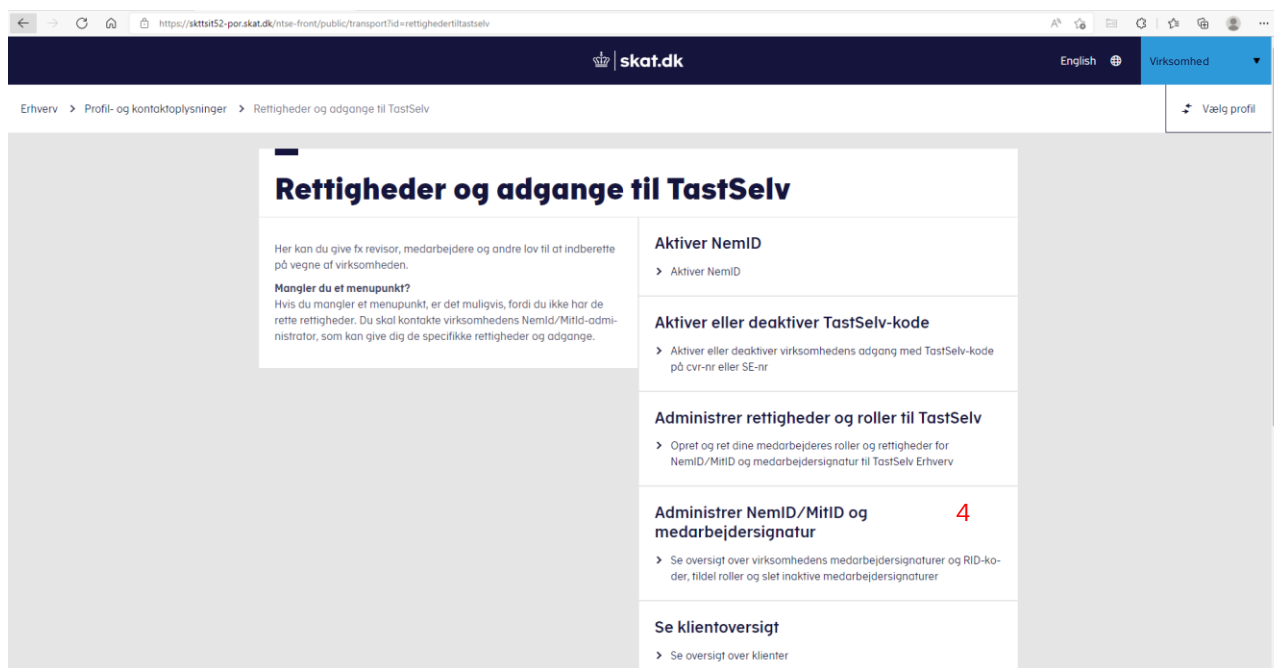 https://skttsit52-por.skat.dk/ntse-front/public/transport?id=rettighedertiltastselv
skat.dk
English
Virksomhed
Erhverv > Profil- og kontaktoplysninger > Rettigheder og adgange til TastSelv
Vælg profil
Rettigheder og adgange til TastSelv
Her kan du give fx revisor, medarbejdere og andre lov til at indberette
på vegne af virksomheden.
Mangler du et menupunkt?
Hvis du mangler et menupunkt, er det muligvis, fordi du ikke har de
rette rettigheder. Du skal kontakte virksomhedens NemId/MitId-admi-
nistrator, som kan give dig de specifikke rettigheder og adgange.
Aktiver NemID
> Aktiver NemID
Aktiver eller deaktiver TastSelv-kode
> Aktiver eller deaktiver virksomhedens adgang med TastSelv-kode
på cvr-nr eller SE-nr
Administrer rettigheder og roller til TastSelv
> Opret og ret dine medarbejderes roller og rettigheder for
NemID/MitID og medarbejdersignatur til TastSelv Erhverv
Administrer NemID/MitID og
medarbejdersignatur
4
> Se oversigt over virksomhedens medarbejdersignaturer og RID-ko-
der, tildel roller og slet inaktive medarbejdersignaturer
Se klientoversigt
> Se oversigt over klienter